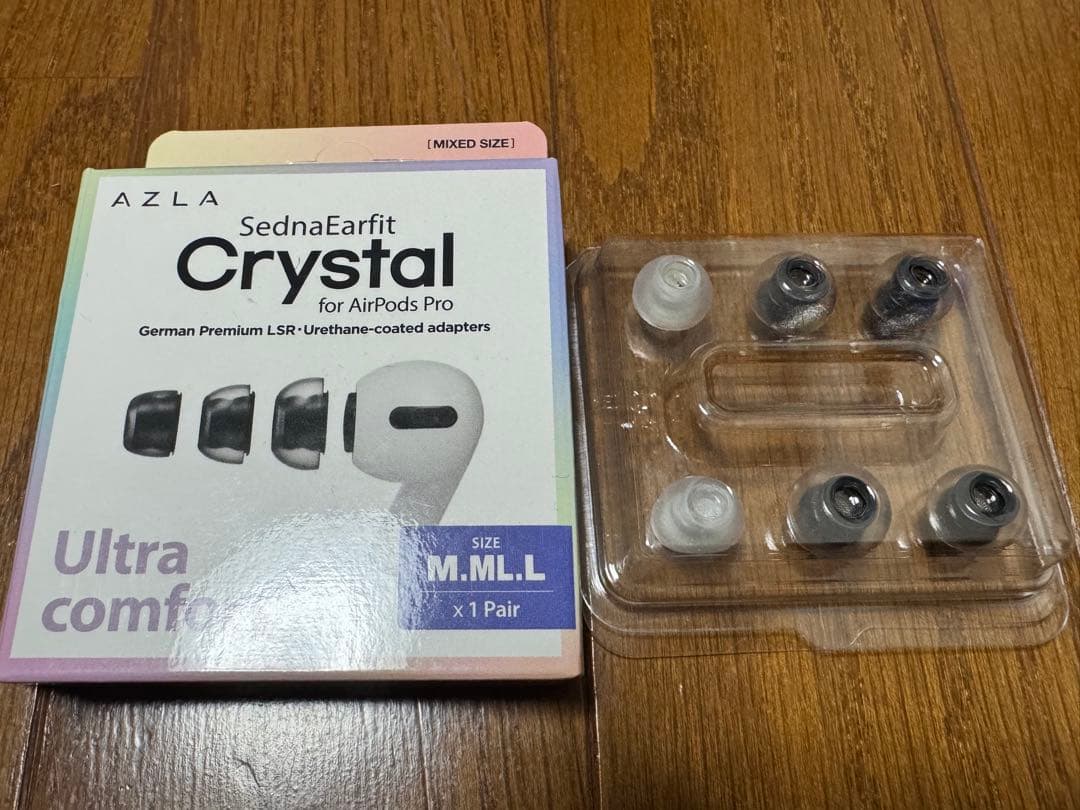 [MIXED SIZE]
AZLA
SednaEarfit
Crystal
for AirPods Pro
German Premium LSR・Urethane-coated adapters
Ultra
SIZE
M.ML.L
x 1 Pair